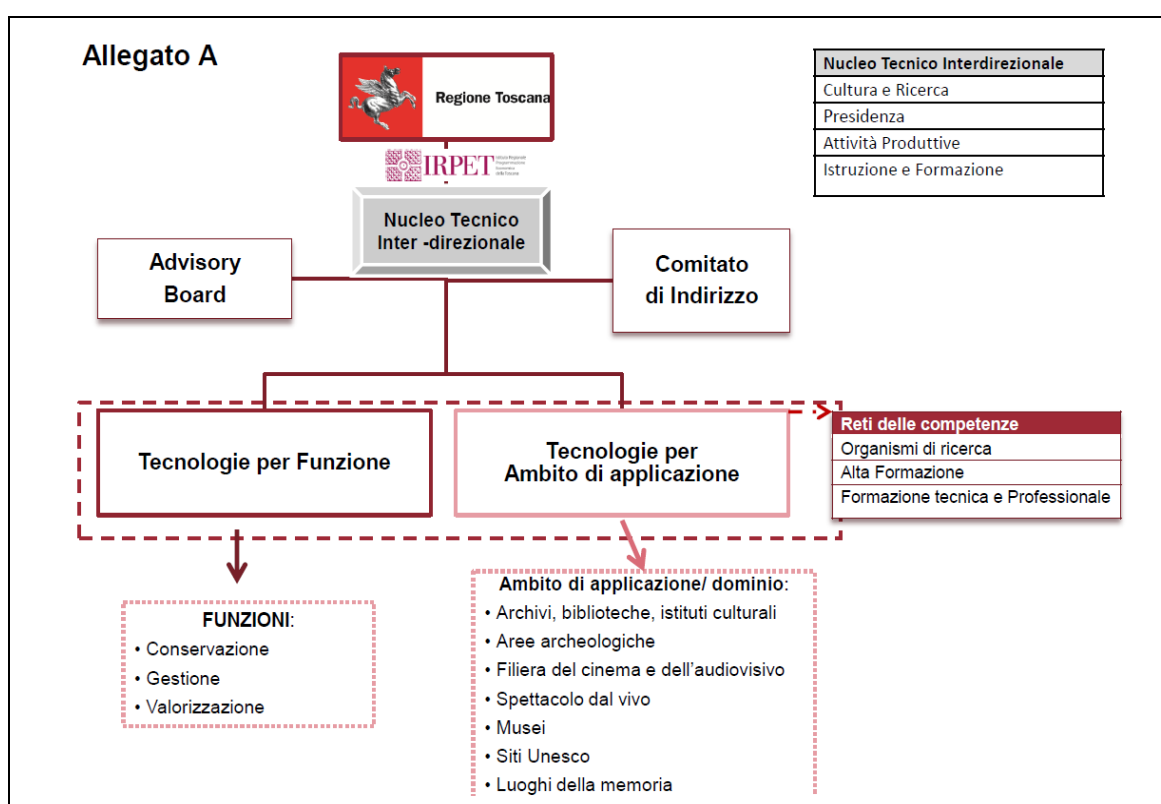 Allegato A
Regione Toscana
IRPET
Nucleo Tecnico Interdirezionale
Cultura e Ricerca
Presidenza
Attività Produttive
Istruzione e Formazione
Nucleo Tecnico
Inter -direzionale
Advisory
Board
Comitato
di Indirizzo
Tecnologie per Funzione
Tecnologie per
Ambito di applicazione
Reti delle competenze
Organismi di ricerca
Alta Formazione
Formazione tecnica e Professionale
FUNZIONI:
• Conservazione
• Gestione
• Valorizzazione
Ambito di applicazione/ dominio:
• Archivi, biblioteche, istituti culturali
• Aree archeologiche
• Filiera del cinema e dell'audiovisivo
• Spettacolo dal vivo
• Musei
• Siti Unesco
• Luoghi della memoria